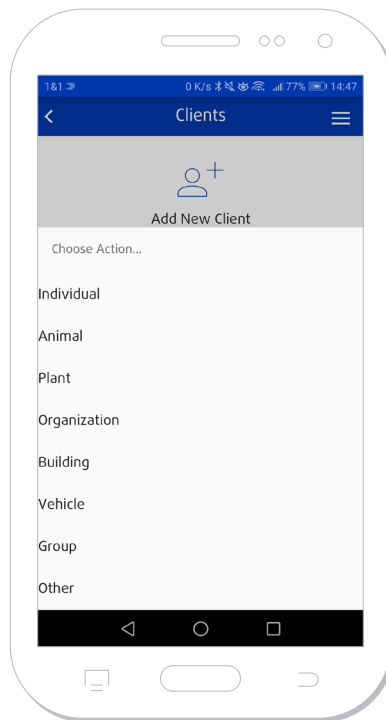 1&1 0 K/s 77% 14:47
Clients
Add New Client
Choose Action...
Individual
Animal
Plant
Organization
Building
Vehicle
Group
Other